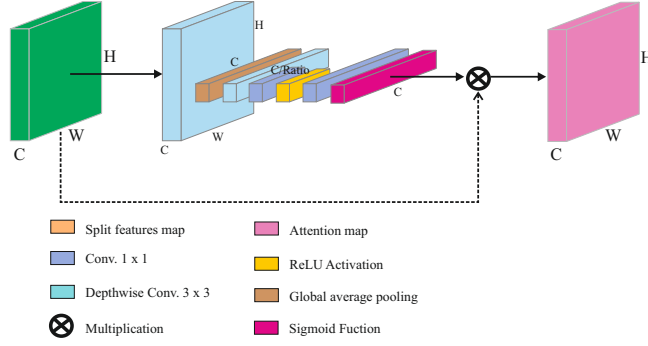 H
W
C
H
C
C/Ratio
W
C
C
H
W
C
Split features map
Conv. 1 x 1
Depthwise Conv. 3 x 3
Multiplication
Attention map
ReLU Activation
Global average pooling
Sigmoid Fuction